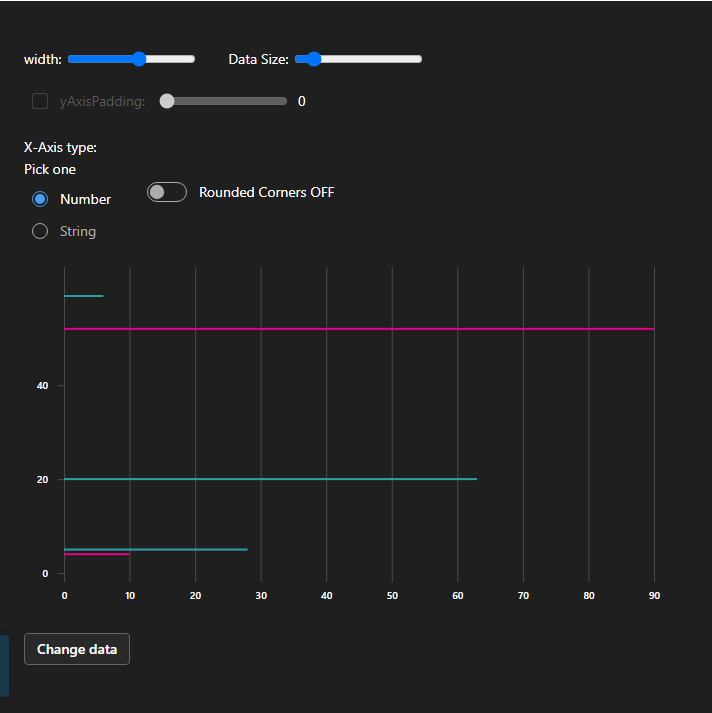 width: Data Size:
yAxisPadding: 0
X-Axis type:
Pick one
Number Rounded Corners OFF
String
40
20
0
0 10 20 30 40 50 60 70 80 90
Change data